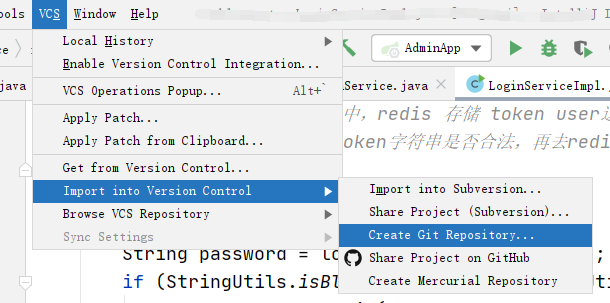 ools VCS Window Help
Local History
Enable Version Control Integration...
VCS Operations Popup... Alt+`
Apply Patch...
Apply Patch from Clipboard...
Get from Version Control...
Import into Version Control
Browse VCS Repository
Sync Settings
Import into Subversion...
Share Project (Subversion)...
Create Git Repository...
Share Project on GitHub
Create Mercurial Repository
AdminApp
java
Service.java
LoginServiceImpl.
中，redis 存储 token user
oken字符串是否合法，再去redi
String password = lo
;
if (StringUtils.isBl